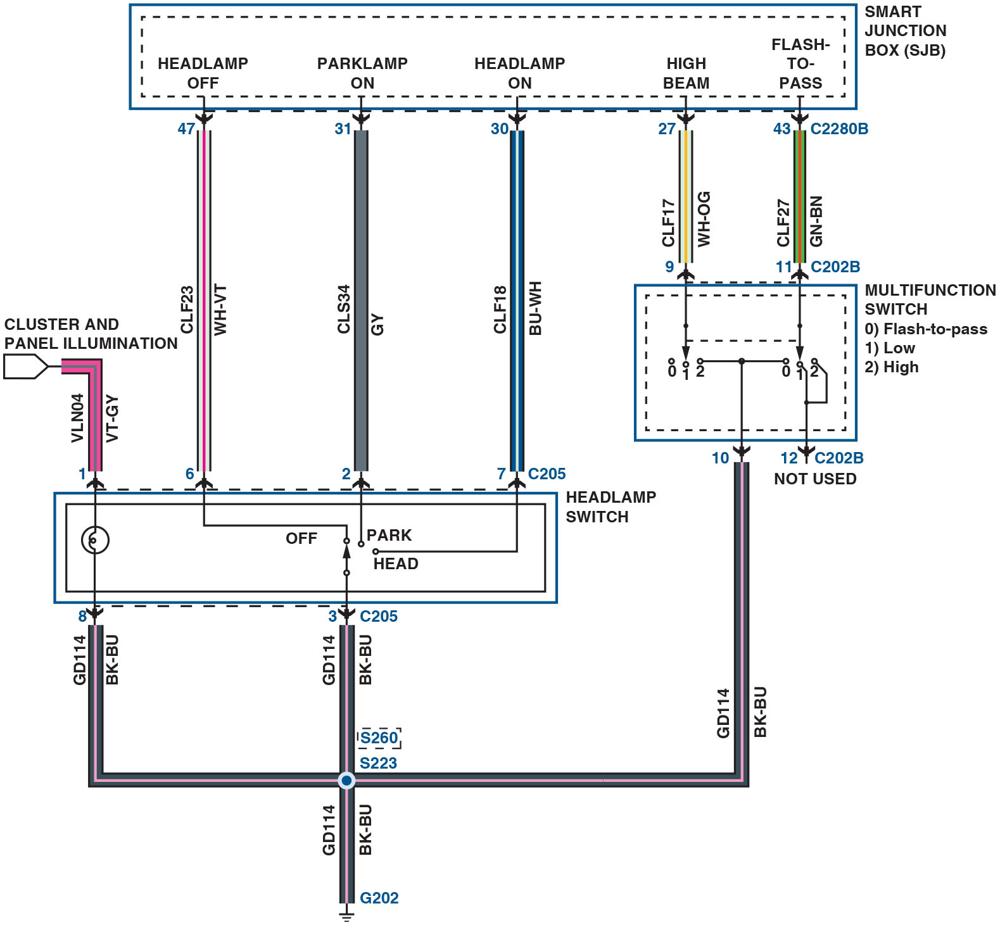 SMART
JUNCTION
BOX (SJB)
HEADLAMP
OFF
PARKLAMP
ON
HEADLAMP
ON
HIGH
BEAM
FLASH-
TO-
PASS
47
31
30
27
43
C2280B
CLF23
WH-VT
CLS34
GY
CLF18
BU-WH
CLF17
WH-OG
CLF27
GN-BN
9
11
C202B
MULTIFUNCTION
SWITCH
0) Flash-to-pass
1) Low
2) High
0
1
2
0
1
2
10
12
C202B
NOT USED
CLUSTER AND
PANEL ILLUMINATION
VLN04
VT-GY
1
6
2
7
C205
HEADLAMP
SWITCH
OFF
PARK
HEAD
8
3
C205
GD114
BK-BU
GD114
BK-BU
GD114
BK-BU
S260
S223
GD114
BK-BU
G202